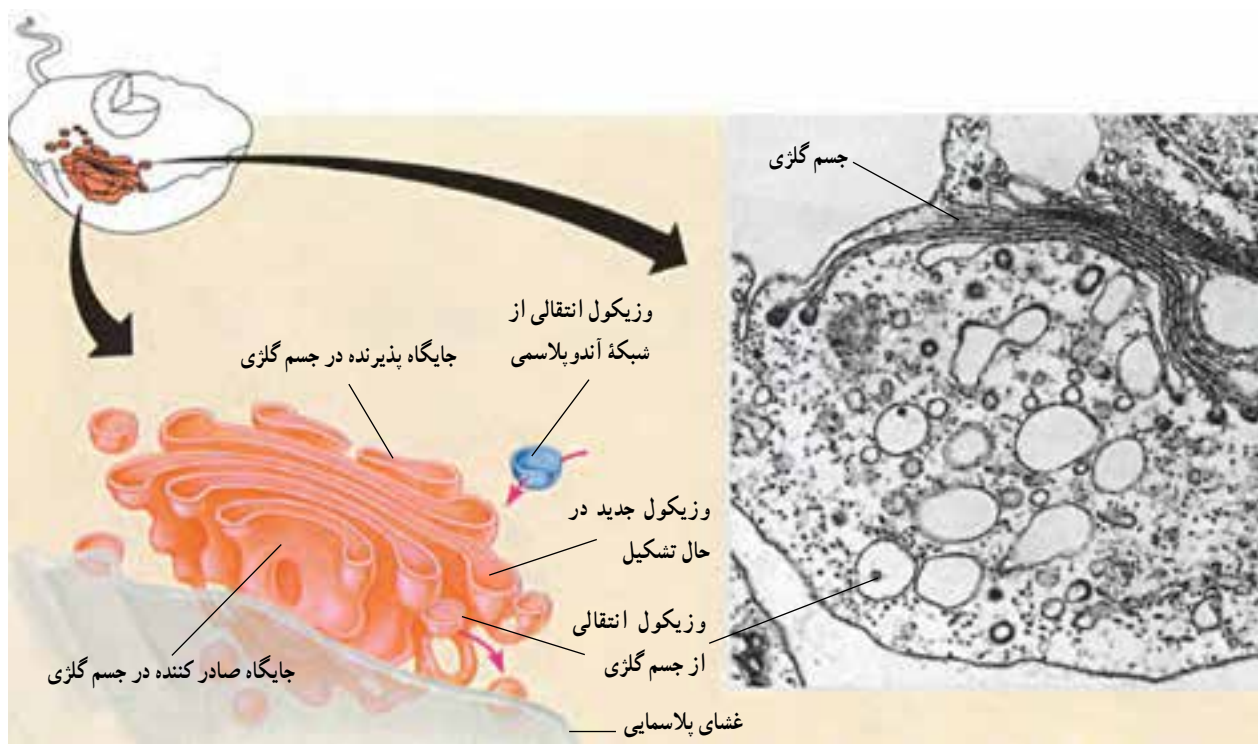 جسم گلژی
وزیکول انتقالی از
شبکهٔ آندوپلاسمی
جایگاه پذیرنده در جسم گلژی
وزیکول جدید در
حال تشکیل
وزیکول انتقالی
از جسم گلژی
جایگاه صادر کننده در جسم گلژی
غشای پلاسمایی